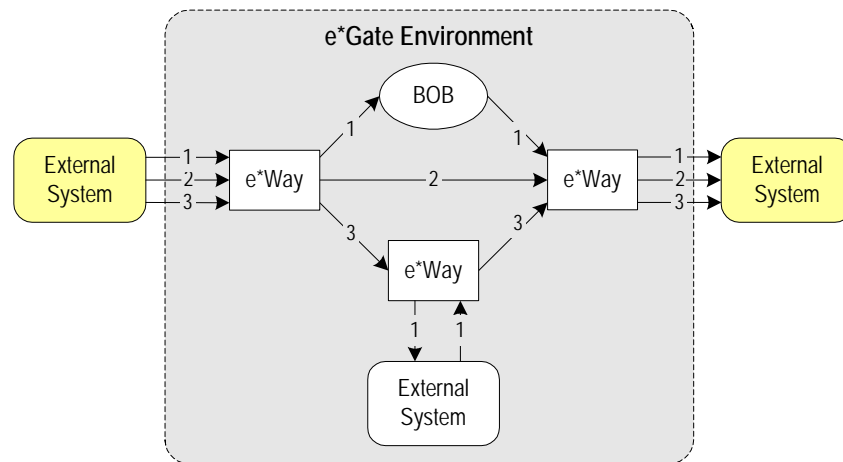 e*Gate Environment
BOB
1
1
External
System
1
2
3
e*Way
2
e*Way
1
2
3
External
System
3
3
e*Way
1
1
External
System